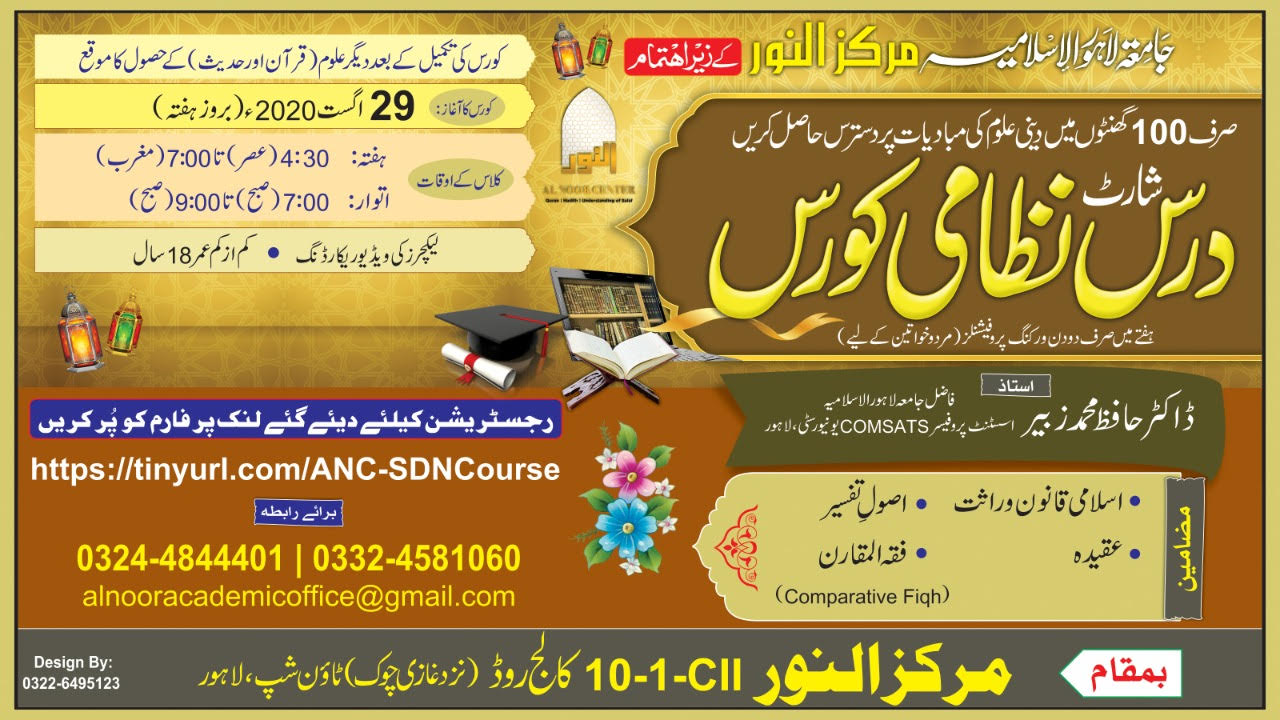 جامعۃ لاہور الاسلامیہ مرکز النور کے زیر اہتمام
صرف 100 گھنٹوں میں دینی علوم کی مبادیات پر دسترس حاصل کریں
شارٹ
درس نظامی کورس
ہفتے میں صرف دو دن ورکنگ پروفیشنلز (مرد و خواتین کے لیے)
کورس کی تکمیل کے بعد دیگر علوم (قرآن اور حدیث) کے حصول کا موقع
کورس کا آغاز: 29 اگست 2020ء (بروز ہفتہ)
کلاس کے اوقات
ہفتہ: 4:30 (عصر) تا 7:00 (مغرب)
اتوار: 7:00 (صبح) تا 9:00 (صبح)
لیکچرز کی ویڈیو ریکارڈنگ • کم از کم عمر 18 سال
النور
AL NOOR CENTER
Quran | Hadith | Understanding of Salaf
استاذ
ڈاکٹر حافظ محمد زبیر
فاضل جامعہ لاہور الاسلامیہ
اسسٹنٹ پروفیسر COMSATS یونیورسٹی، لاہور
مضامین
• اسلامی قانون وراثت • اصولِ تفسیر
• عقیدہ • فقہ المقارن
(Comparative Fiqh)
رجسٹریشن کیلئے دیئے گئے لنک پر فارم کو پُر کریں
https://tinyurl.com/ANC-SDNCourse
برائے رابطہ
0324-4844401 | 0332-4581060
alnooracademicoffice@gmail.com
بمقام
مرکز النور 10-1-CII کالج روڈ (نزد غازی چوک) ٹاؤن شپ، لاہور
Design By:
0322-6495123